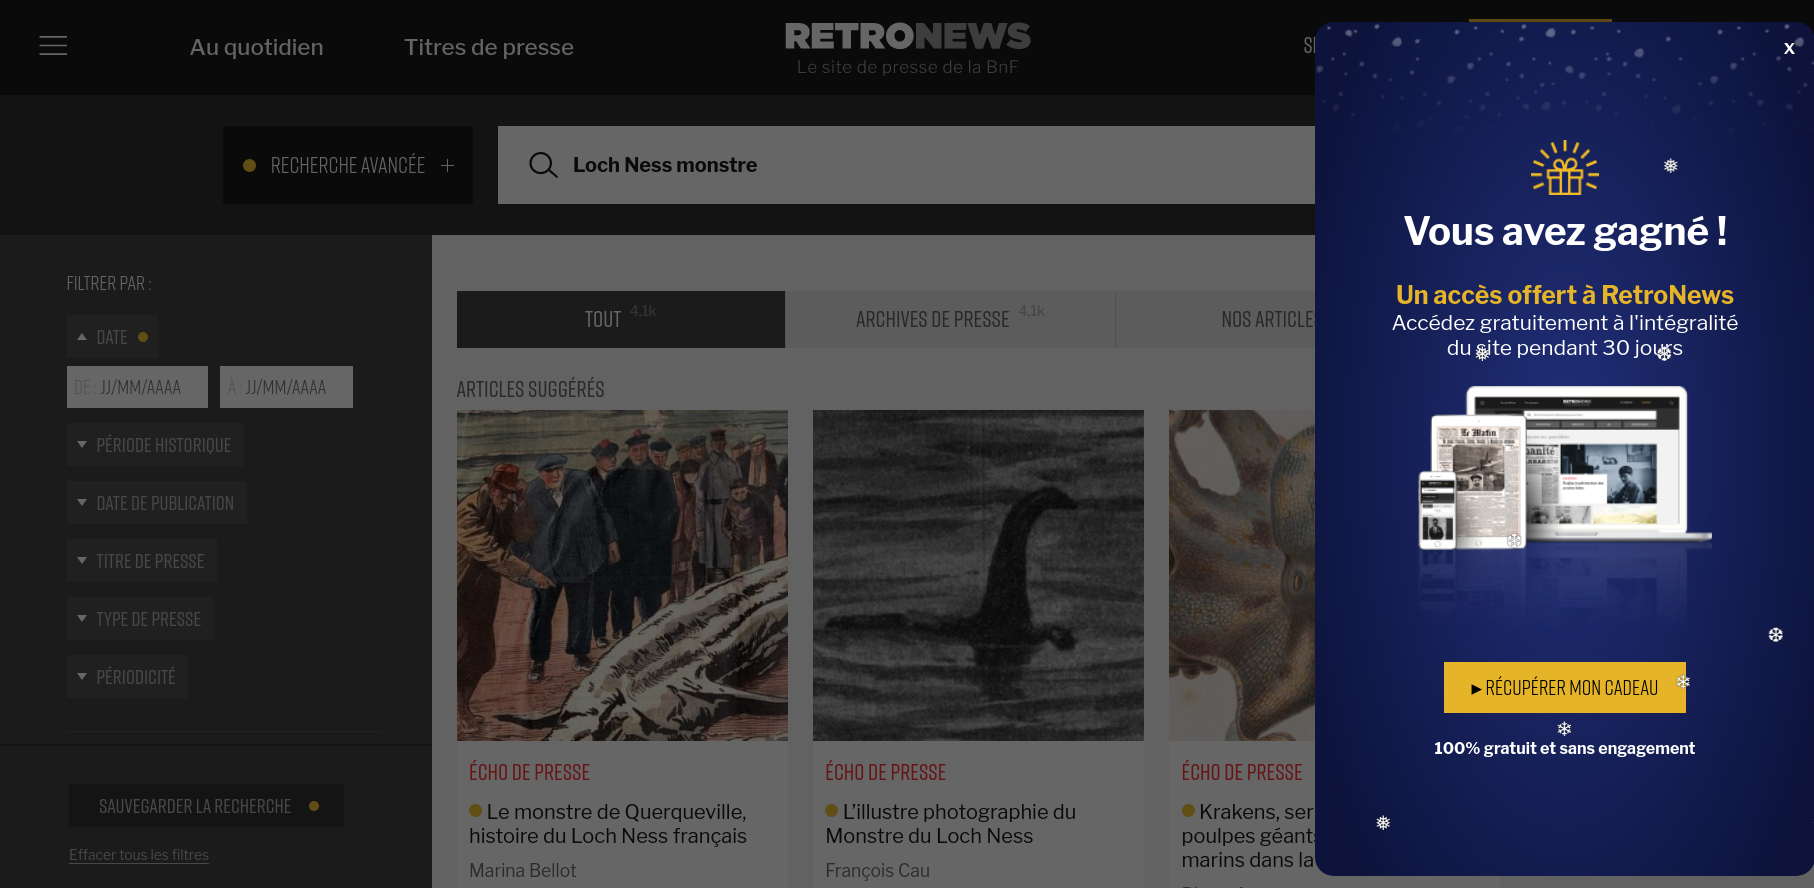 Au quotidien
Titres de presse
RETRONEWS
Le site de presse de la BnF
RECHERCHE AVANCÉE +
Loch Ness monstre
FILTRER PAR :
DATE
DE : JJ/MM/AAAA
À : JJ/MM/AAAA
PÉRIODE HISTORIQUE
DATE DE PUBLICATION
TITRE DE PRESSE
TYPE DE PRESSE
PÉRIODICITÉ
SAUVEGARDER LA RECHERCHE
Effacer tous les filtres
TOUT 4,1k
ARCHIVES DE PRESSE 4,1k
NOS ARTICLES
ARTICLES SUGGÉRÉS
ÉCHO DE PRESSE
Le monstre de Querqueville,
histoire du Loch Ness français
Marina Bellot
ÉCHO DE PRESSE
L'illustre photographie du
Monstre du Loch Ness
François Cau
ÉCHO DE PRESSE
Krakens, ser
poulpes géants
marins dans la
X
Vous avez gagné !
Un accès offert à RetroNews
Accédez gratuitement à l'intégralité
du site pendant 30 jours
Le Matin
RÉCUPÉRER MON CADEAU
100% gratuit et sans engagement